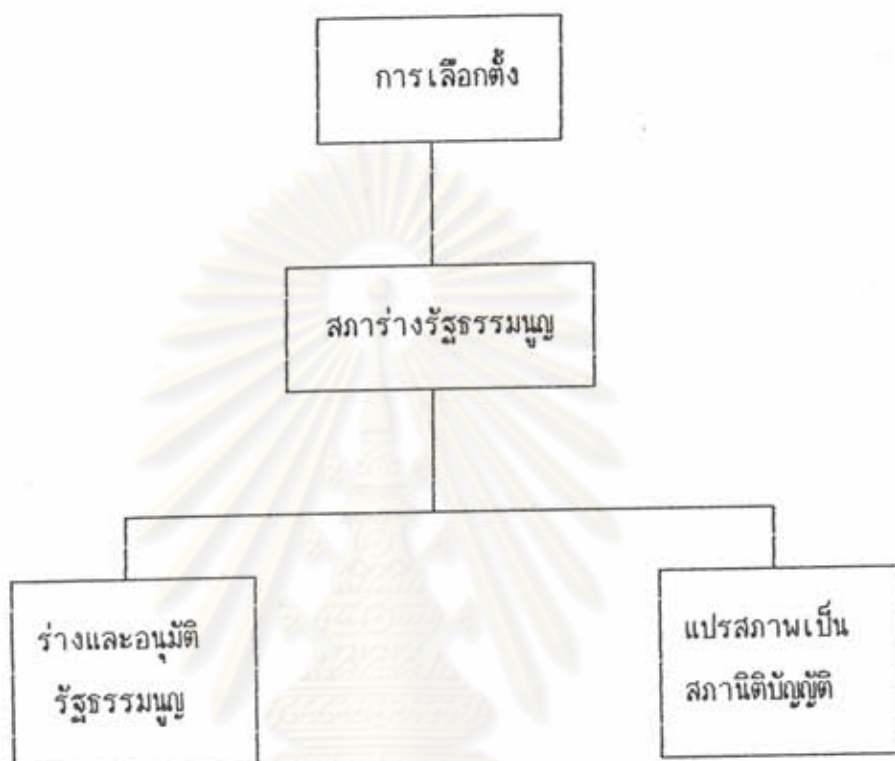 การเลือกตั้ง
สภาร่างรัฐธรรมนูญ
ร่างและอนุมัติ
รัฐธรรมนูญ
แปรสภาพเป็น
สภานิติบัญญัติ